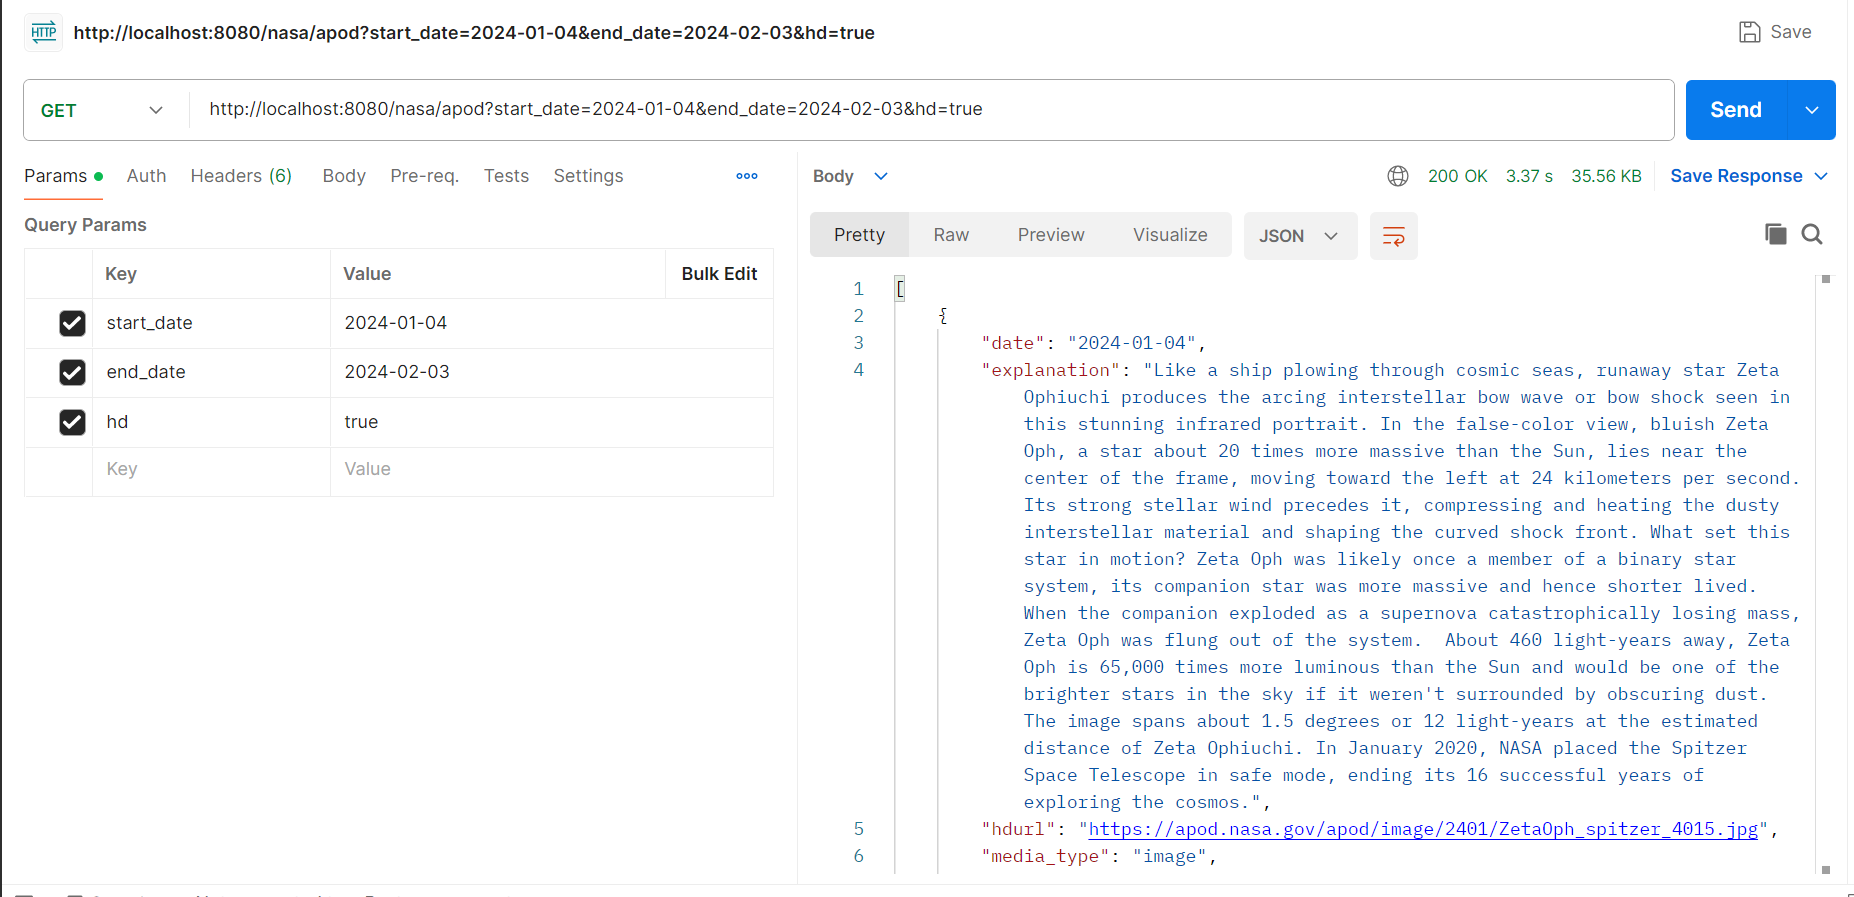 HTTP http://localhost:8080/nasa/apod?start_date=2024-01-04&end_date=2024-02-03&hd=true Save
GET http://localhost:8080/nasa/apod?start_date=2024-01-04&end_date=2024-02-03&hd=true Send
Params Auth Headers (6) Body Pre-req. Tests Settings
Query Params
Key Value Bulk Edit
start_date 2024-01-04
end_date 2024-02-03
hd true
Key Value
Body 200 OK 3.37 s 35.56 KB Save Response
Pretty Raw Preview Visualize JSON
1 [
2 {
3 "date": "2024-01-04",
4 "explanation": "Like a ship plowing through cosmic seas, runaway star Zeta
Ophiuchi produces the arcing interstellar bow wave or bow shock seen in
this stunning infrared portrait. In the false-color view, bluish Zeta
Oph, a star about 20 times more massive than the Sun, lies near the
center of the frame, moving toward the left at 24 kilometers per second.
Its strong stellar wind precedes it, compressing and heating the dusty
interstellar material and shaping the curved shock front. What set this
star in motion? Zeta Oph was likely once a member of a binary star
system, its companion star was more massive and hence shorter lived.
When the companion exploded as a supernova catastrophically losing mass,
Zeta Oph was flung out of the system.  About 460 light-years away, Zeta
Oph is 65,000 times more luminous than the Sun and would be one of the
brighter stars in the sky if it weren't surrounded by obscuring dust.
The image spans about 1.5 degrees or 12 light-years at the estimated
distance of Zeta Ophiuchi. In January 2020, NASA placed the Spitzer
Space Telescope in safe mode, ending its 16 successful years of
exploring the cosmos.",
5 "hdurl": "https://apod.nasa.gov/apod/image/2401/ZetaOph_spitzer_4015.jpg",
6 "media_type": "image",